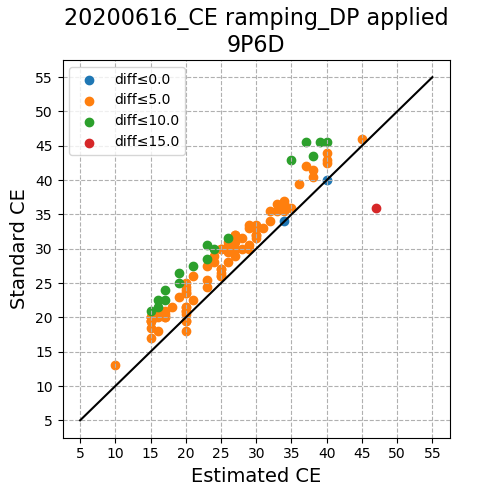 20200616_CE ramping_DP applied
9P6D
diff≤0.0
diff≤5.0
diff≤10.0
diff≤15.0
55
50
45
40
35
30
25
20
15
10
5
Standard CE
5 10 15 20 25 30 35 40 45 50 55
Estimated CE